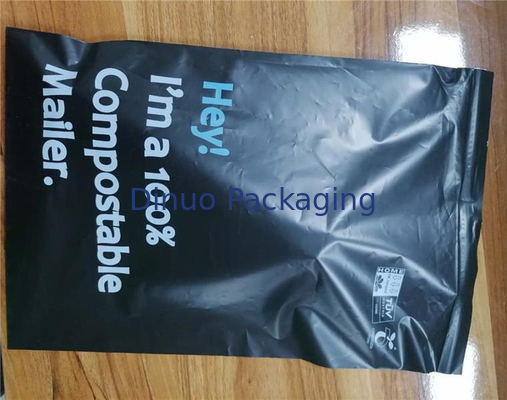 Hey!
I'm a 100%
Compostable
Mailer.
Dinuo Packaging
HOME
TÜV